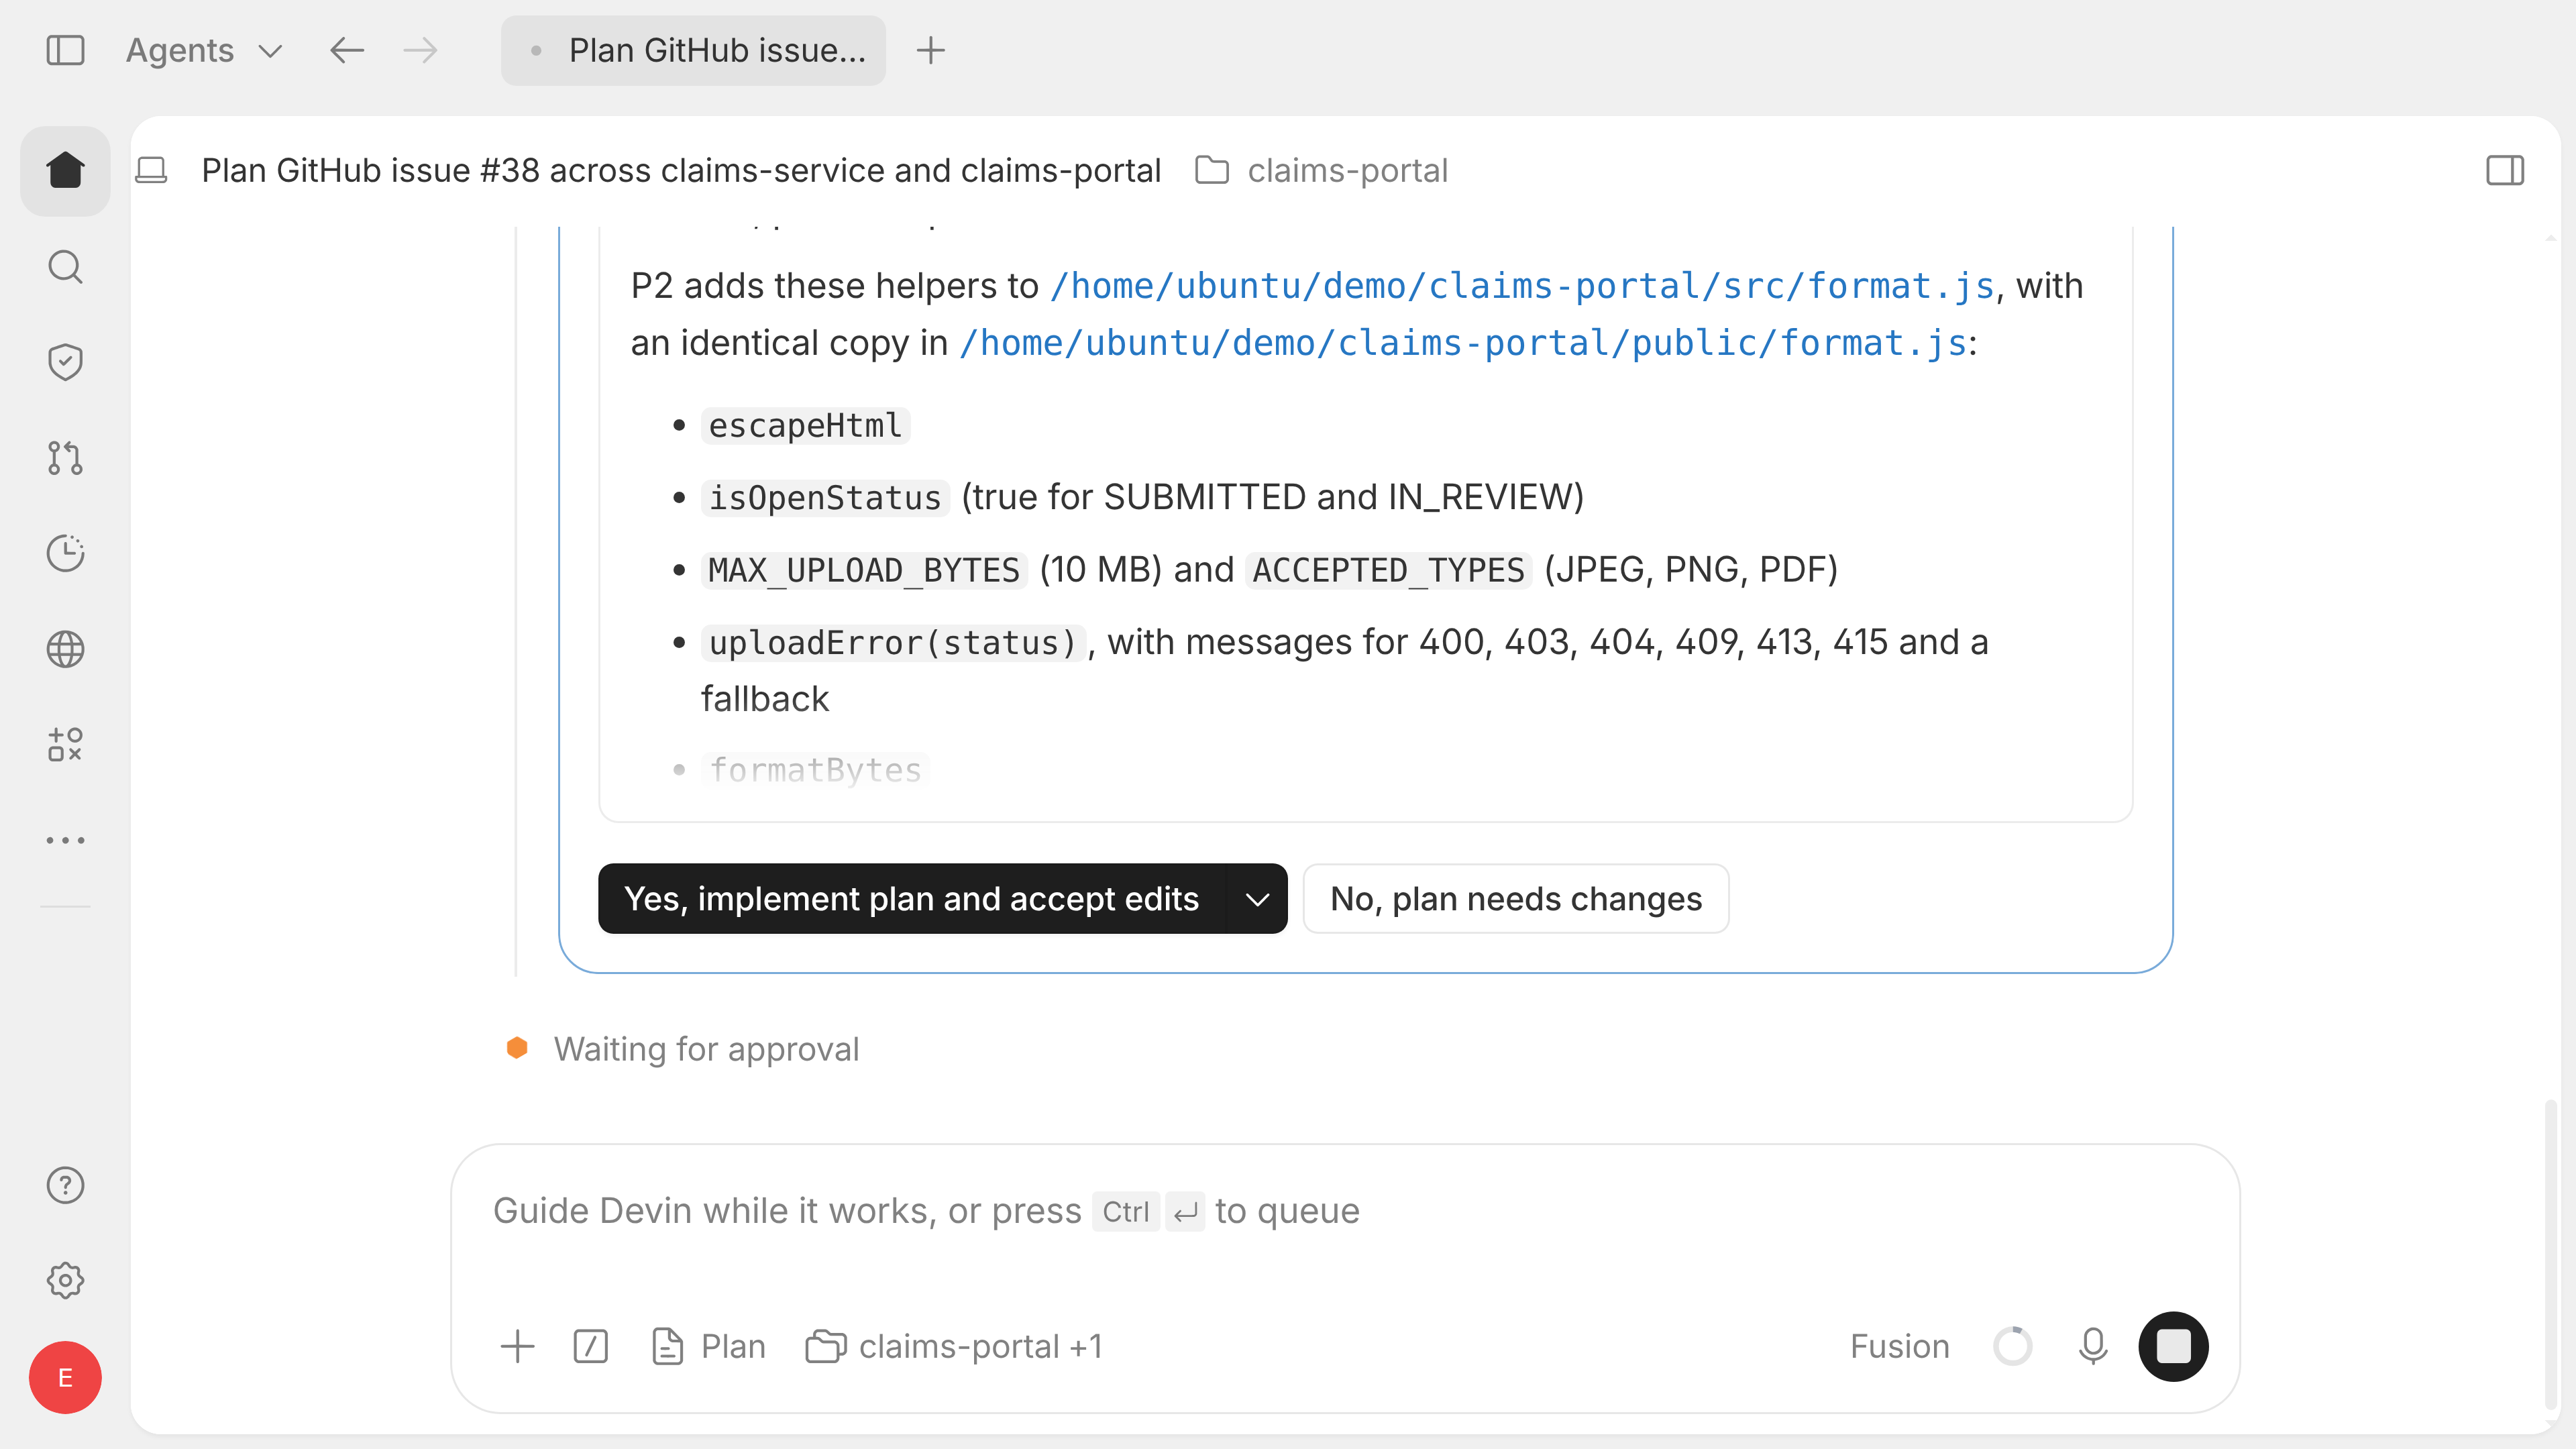 Agents
Plan GitHub issue...
Plan GitHub issue #38 across claims-service and claims-portal
claims-portal
P2 adds these helpers to /home/ubuntu/demo/claims-portal/src/format.js, with
an identical copy in /home/ubuntu/demo/claims-portal/public/format.js:
• escapeHtml
• isOpenStatus (true for SUBMITTED and IN_REVIEW)
• MAX_UPLOAD_BYTES (10 MB) and ACCEPTED_TYPES (JPEG, PNG, PDF)
• uploadError(status), with messages for 400, 403, 404, 409, 413, 415 and a
fallback
• formatBytes
Yes, implement plan and accept edits
No, plan needs changes
Waiting for approval
Guide Devin while it works, or press Ctrl ↵ to queue
Plan
claims-portal +1
Fusion
E